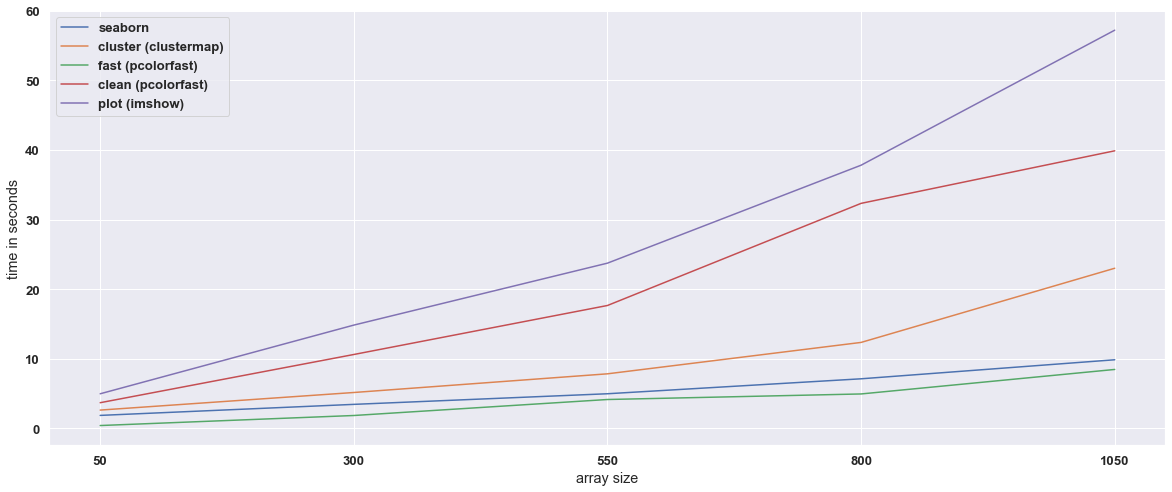 60
50
40
30
20
10
0
time in seconds
seaborn
cluster (clustermap)
fast (pcolorfast)
clean (pcolorfast)
plot (imshow)
50 300 550 800 1050
array size